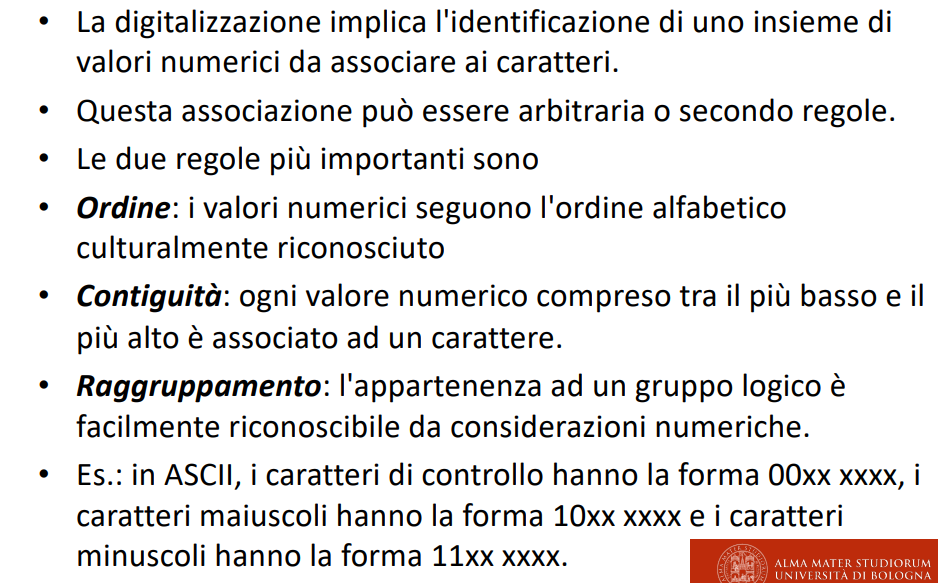 • La digitalizzazione implica l'identificazione di uno insieme di
valori numerici da associare ai caratteri.
• Questa associazione può essere arbitraria o secondo regole.
• Le due regole più importanti sono
• Ordine: i valori numerici seguono l'ordine alfabetico
culturalmente riconosciuto
• Contiguità: ogni valore numerico compreso tra il più basso e il
più alto è associato ad un carattere.
• Raggruppamento: l'appartenenza ad un gruppo logico è
facilmente riconoscibile da considerazioni numeriche.
• Es.: in ASCII, i caratteri di controllo hanno la forma 00xx xxxx, i
caratteri maiuscoli hanno la forma 10xx xxxx e i caratteri
minuscoli hanno la forma 11xx xxxx.
ALMA MATER STUDIORUM
UNIVERSITÀ DI BOLOGNA